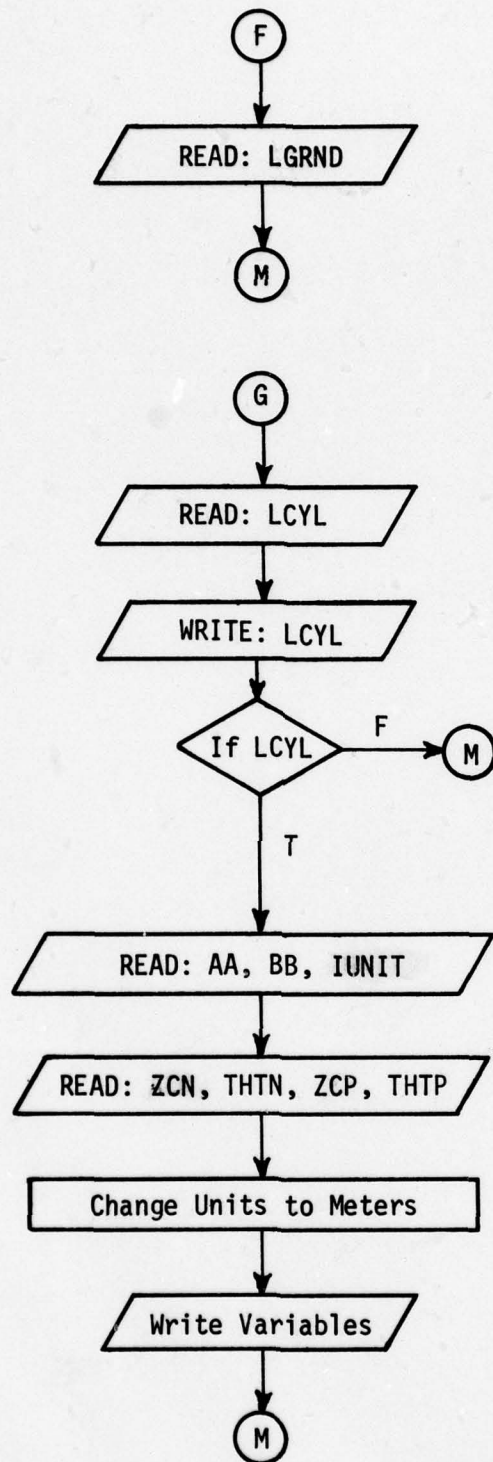 F
READ: LGRND
M
G
READ: LCYL
WRITE: LCYL
If LCYL
F
M
T
READ: AA, BB, IUNIT
READ: ZCN, THTN, ZCP, THTP
Change Units to Meters
Write Variables
M